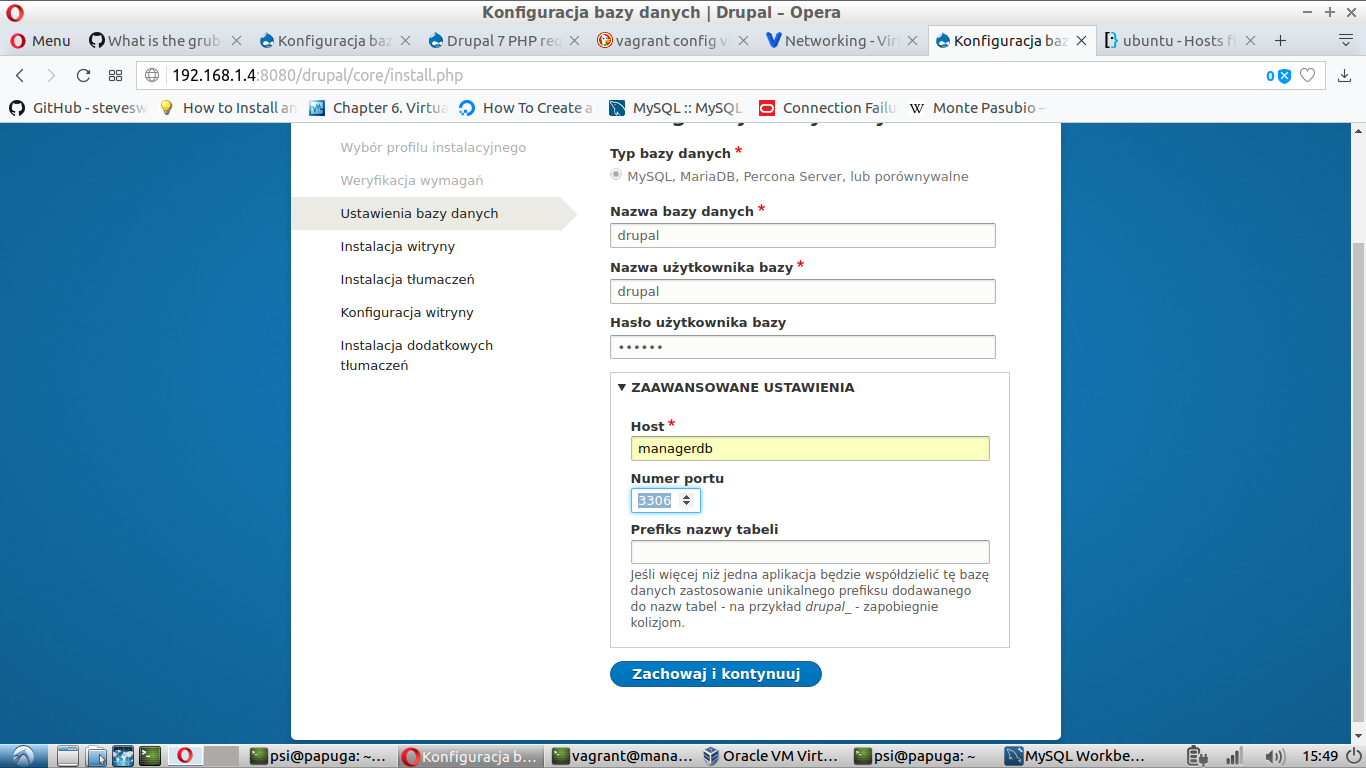 Konfiguracja bazy danych | Drupal – Opera
Menu
What is the grub
Konfiguracja baz
Drupal 7 PHP req
vagrant config v
Networking - Virt
Konfiguracja baz
ubuntu - Hosts fi
192.168.1.4:8080/drupal/core/install.php
0
GitHub - stevesw
How to Install an
Chapter 6. Virtua
How To Create a
MySQL :: MySQL
Connection Failu
W Monte Pasubio -
Wybór profilu instalacyjnego
Weryfikacja wymagań
Ustawienia bazy danych
Instalacja witryny
Instalacja tłumaczeń
Konfiguracja witryny
Instalacja dodatkowych
tłumaczeń
Typ bazy danych *
MySQL, MariaDB, Percona Server, lub porównywalne
Nazwa bazy danych *
drupal
Nazwa użytkownika bazy *
drupal
Hasło użytkownika bazy
••••••
▼ ZAAWANSOWANE USTAWIENIA
Host *
managerdb
Numer portu
3306
Prefiks nazwy tabeli
Jeśli więcej niż jedna aplikacja będzie współdzielić tę bazę
danych zastosowanie unikalnego prefiksu dodawanego
do nazw tabel - na przykład drupal_ - zapobiegnie
kolizjom.
Zachowaj i kontynuuj
psi@papuga: ~...
Konfiguracja b...
vagrant@mana...
Oracle VM Virt...
psi@papuga: ~
MySQL Workbe...
15:49